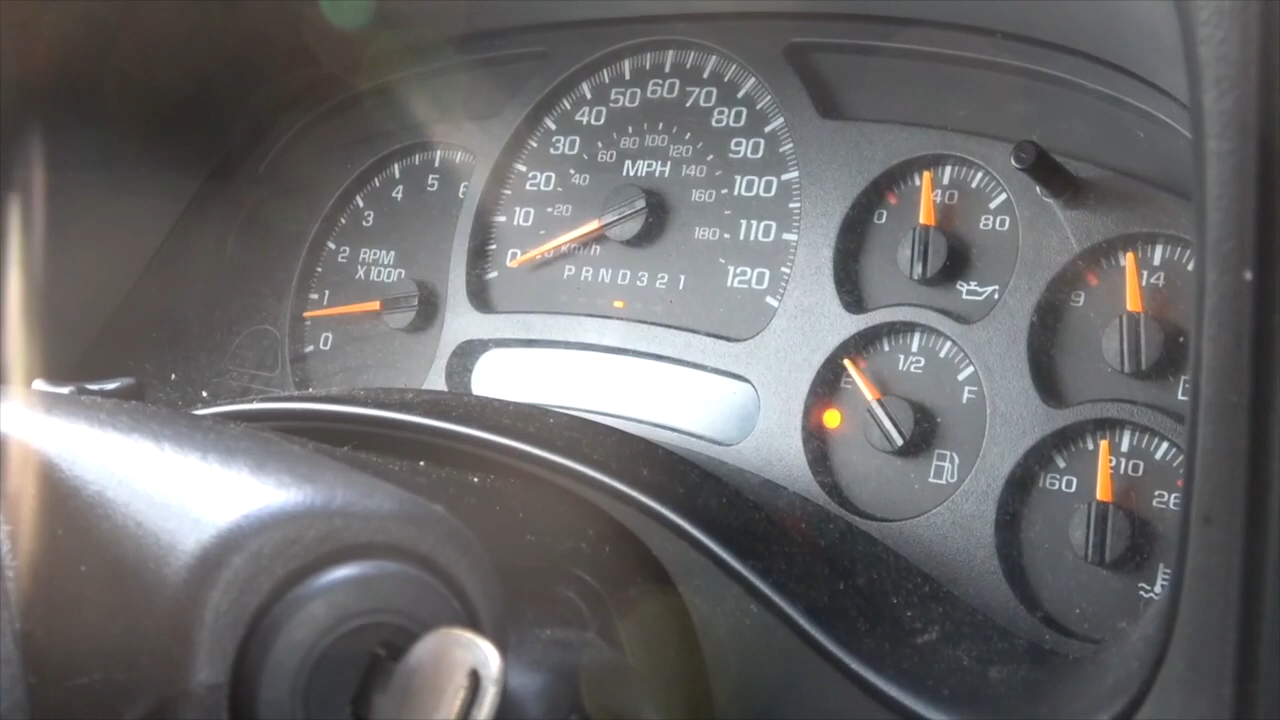 0 1 2 3 4 5 6
RPM
X1000
0 10 20 30 40 50 60 70 80 90 100 110 120
MPH
20 40 60 80 100 120 140 160 180
km/h
PRND321
0 40 80
9 14
E 1/2 F
160 210